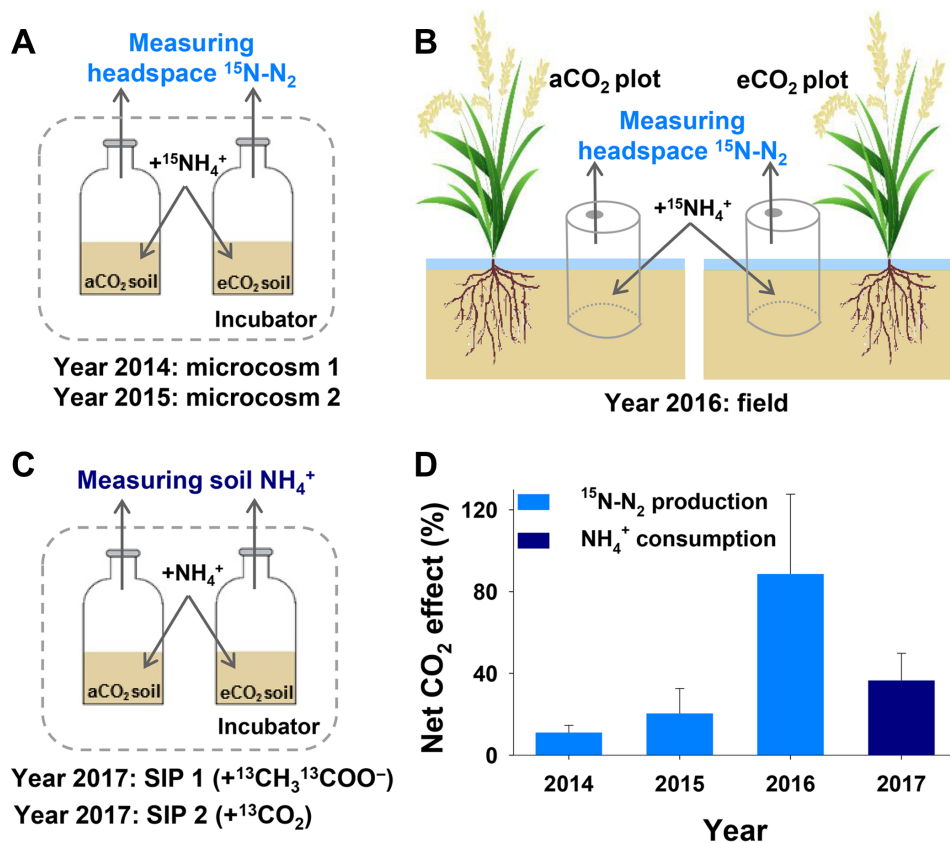 A
Measuring
headspace ¹⁵N-N₂
+¹⁵NH₄⁺
aCO₂ soil
eCO₂ soil
Incubator
Year 2014: microcosm 1
Year 2015: microcosm 2
B
aCO₂ plot
eCO₂ plot
Measuring
headspace ¹⁵N-N₂
+¹⁵NH₄⁺
Year 2016: field
C
Measuring soil NH₄⁺
+NH₄⁺
aCO₂ soil
eCO₂ soil
Incubator
Year 2017: SIP 1 (+¹³CH₃¹³COO⁻)
Year 2017: SIP 2 (+¹³CO₂)
D
¹⁵N-N₂ production
NH₄⁺ consumption
Net CO₂ effect (%)
120
80
40
0
2014
2015
2016
2017
Year